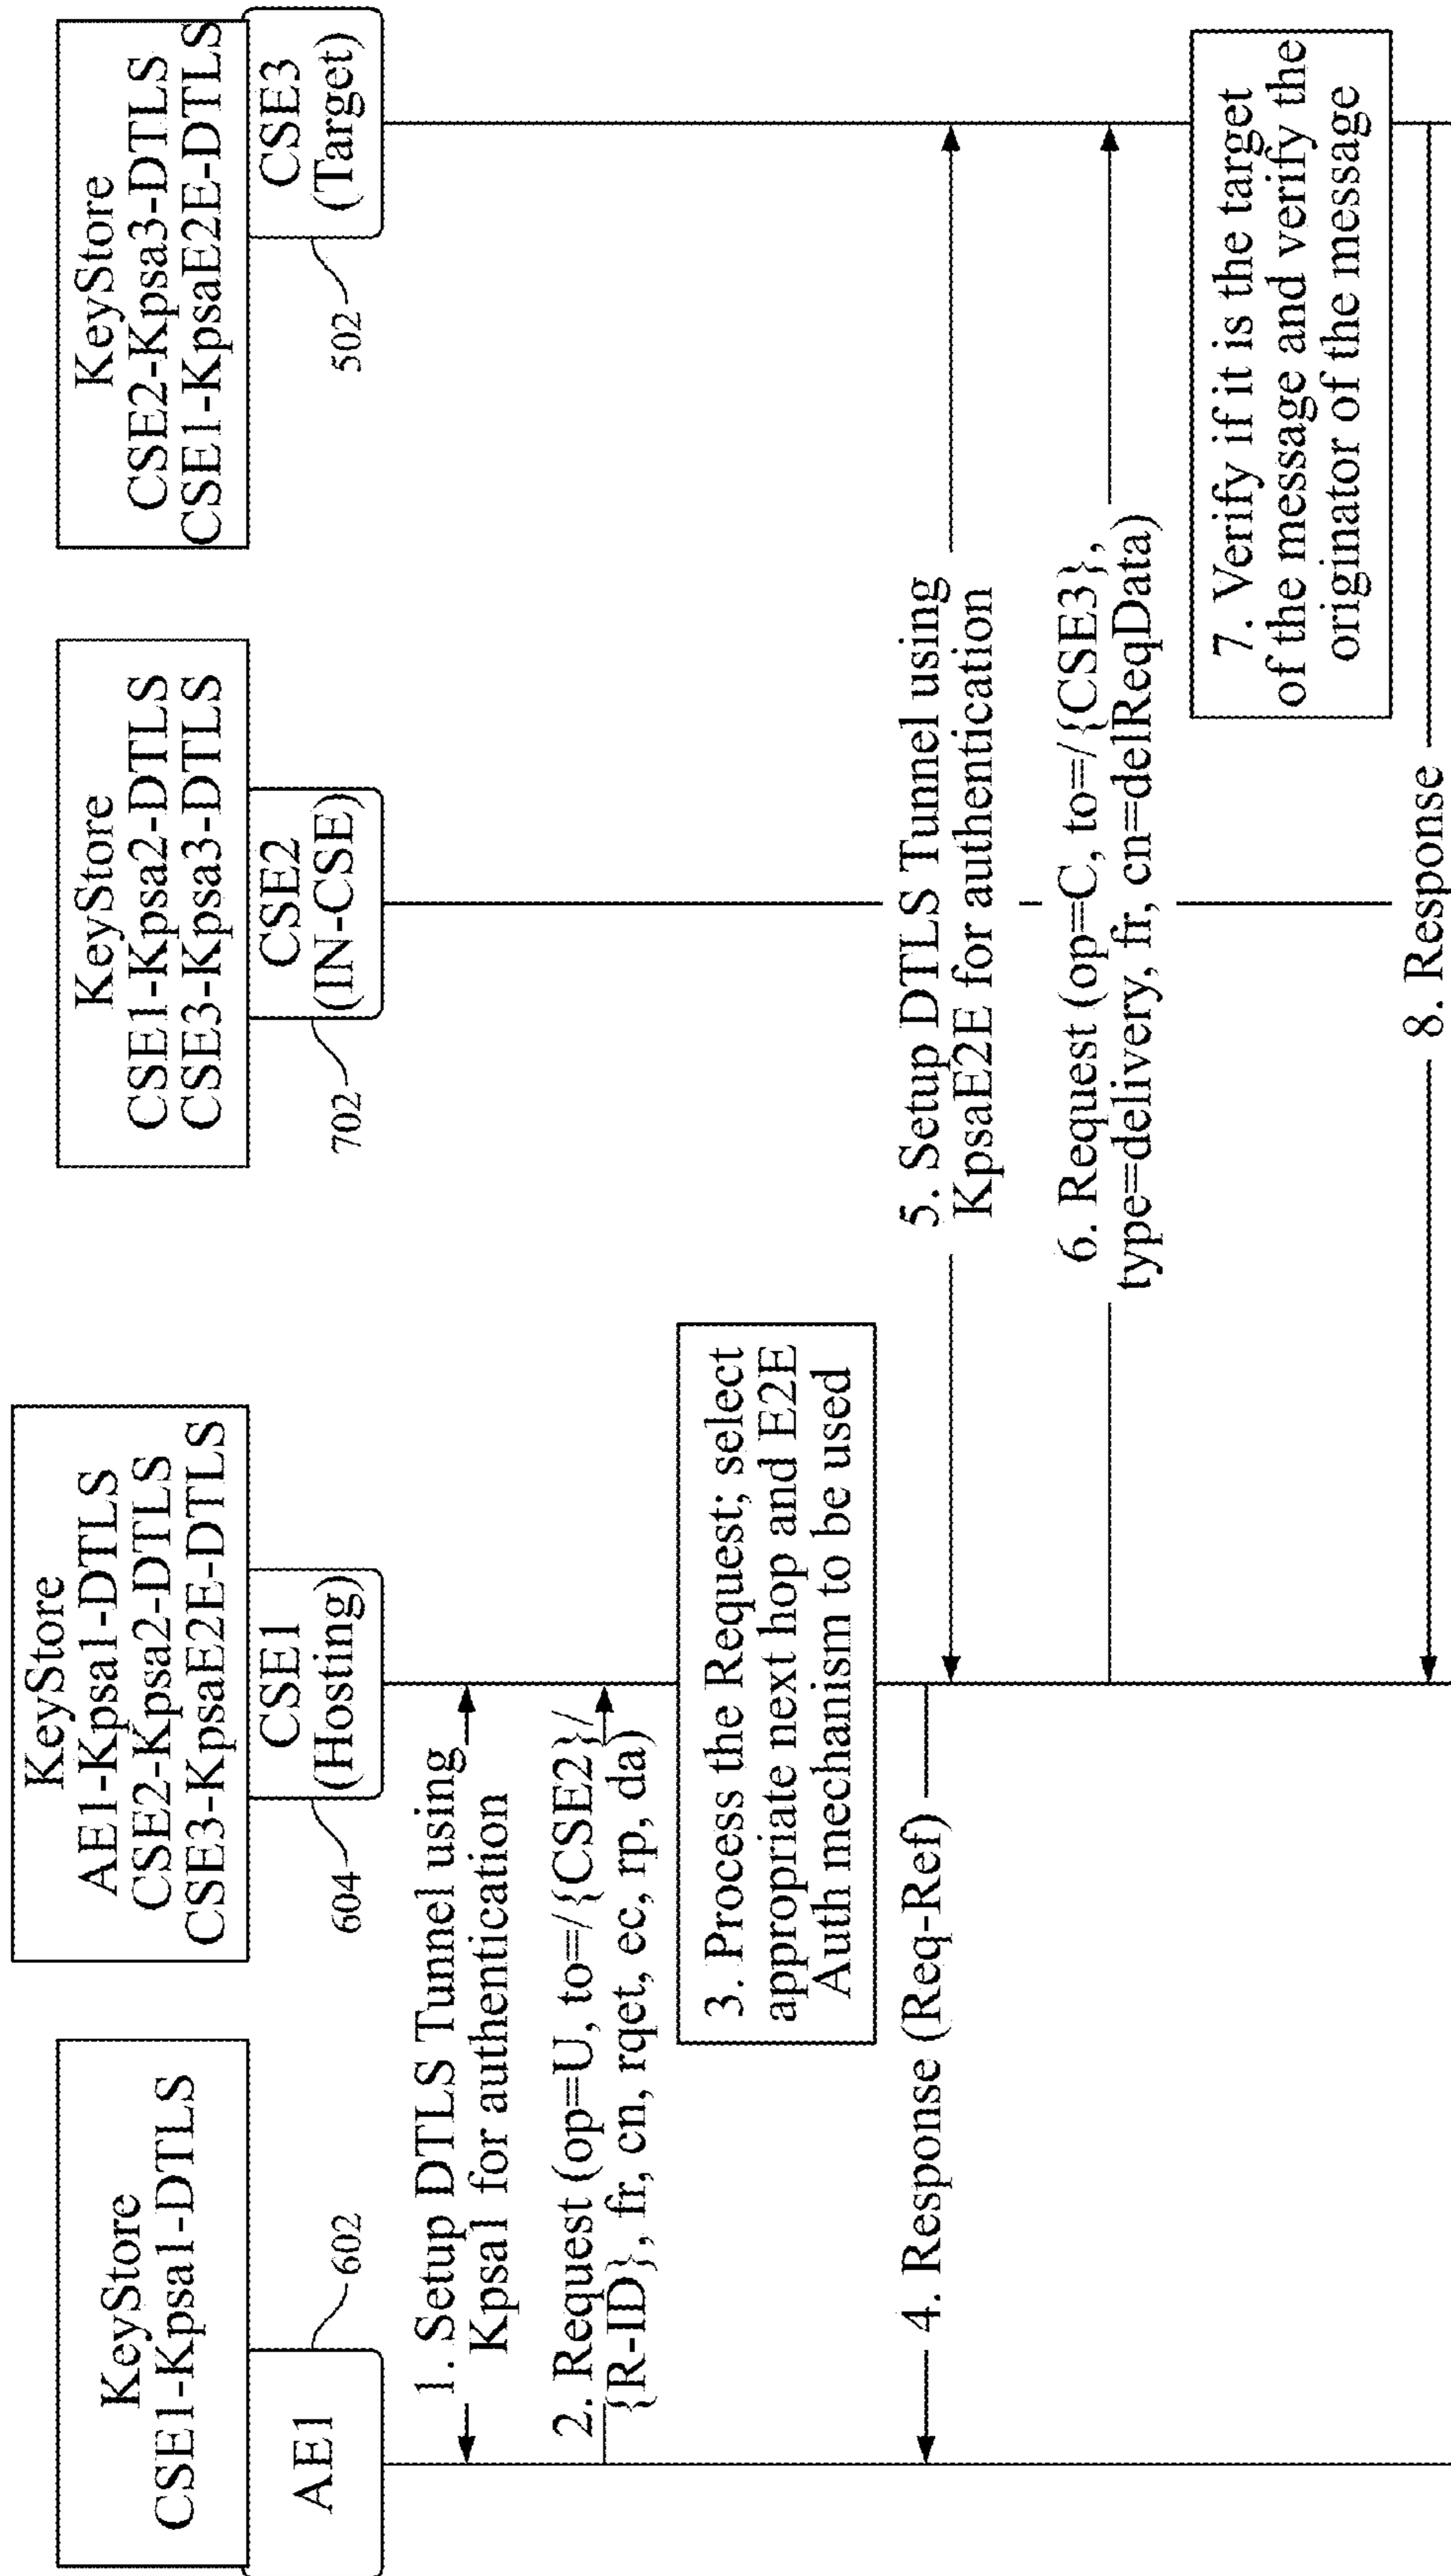 KeyStore
CSE1-Kpsa1-DTLS
AE1
602
KeyStore
AE1-Kpsa1-DTLS
CSE2-Kpsa2-DTLS
CSE3-KpsaE2E-DTLS
CSE1
(Hosting)
604
KeyStore
CSE1-Kpsa2-DTLS
CSE3-Kpsa3-DTLS
CSE2
(IN-CSE)
702
KeyStore
CSE2-Kpsa3-DTLS
CSE1-KpsaE2E-DTLS
CSE3
(Target)
502
1. Setup DTLS Tunnel using
Kpsa1 for authentication
2. Request (op=U, to=/{CSE2}/
{R-ID}, fr, cn, rqet, ec, rp, da)
3. Process the Request; select
appropriate next hop and E2E
Auth mechanism to be used
4. Response (Req-Ref)
5. Setup DTLS Tunnel using
KpsaE2E for authentication
6. Request (op=C, to=/{CSE3},
type=delivery, fr, cn=delReqData)
7. Verify if it is the target
of the message and verify the
originator of the message
8. Response